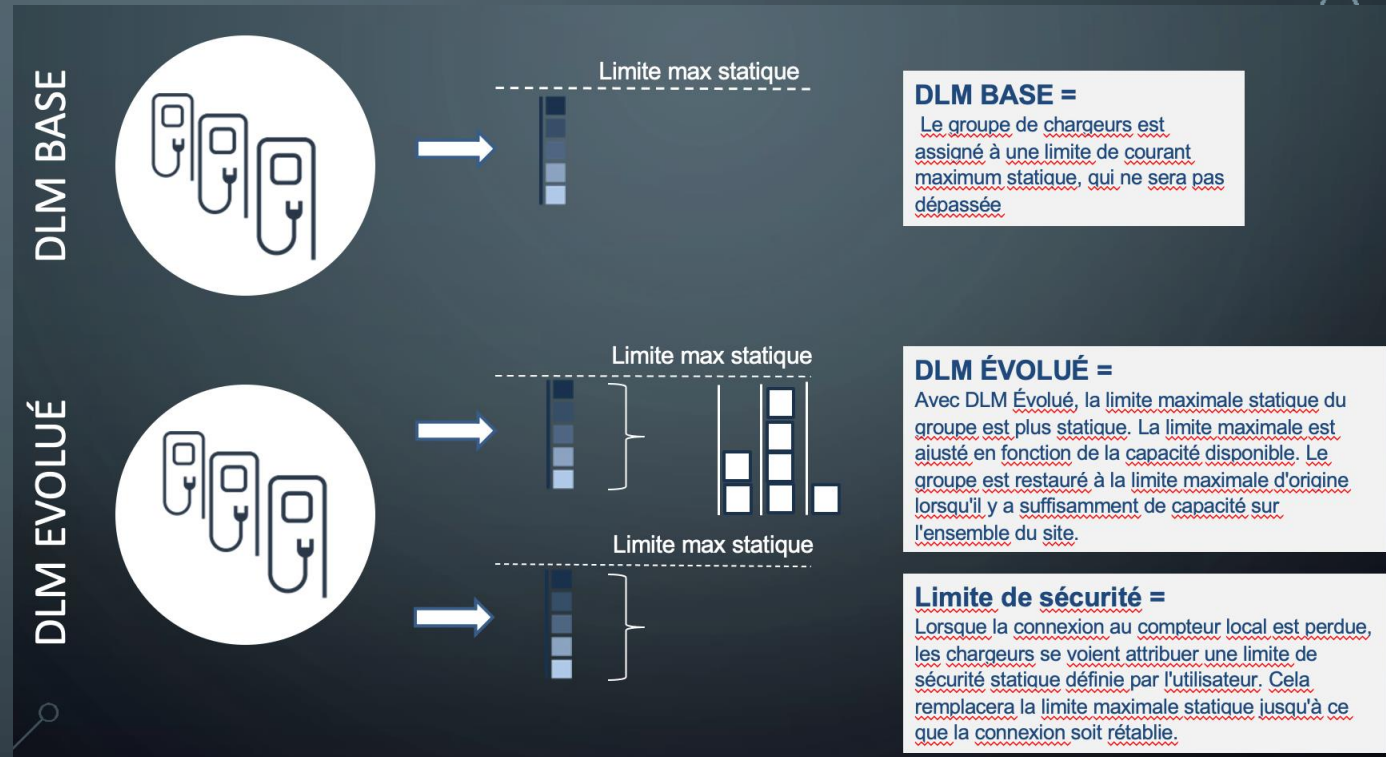 DLM BASE
Limite max statique
DLM BASE =
Le groupe de chargeurs est
assigné à une limite de courant
maximum statique, qui ne sera pas
dépassée
DLM EVOLUÉ
Limite max statique
Limite max statique
DLM ÉVOLUÉ =
Avec DLM Évolué, la limite maximale statique du
groupe est plus statique. La limite maximale est
ajusté en fonction de la capacité disponible. Le
groupe est restauré à la limite maximale d'origine
lorsqu'il y a suffisamment de capacité sur
l'ensemble du site.
Limite de sécurité =
Lorsque la connexion au compteur local est perdue,
les chargeurs se voient attribuer une limite de
sécurité statique définie par l'utilisateur. Cela
remplacera la limite maximale statique jusqu'à ce
que la connexion soit rétablie.